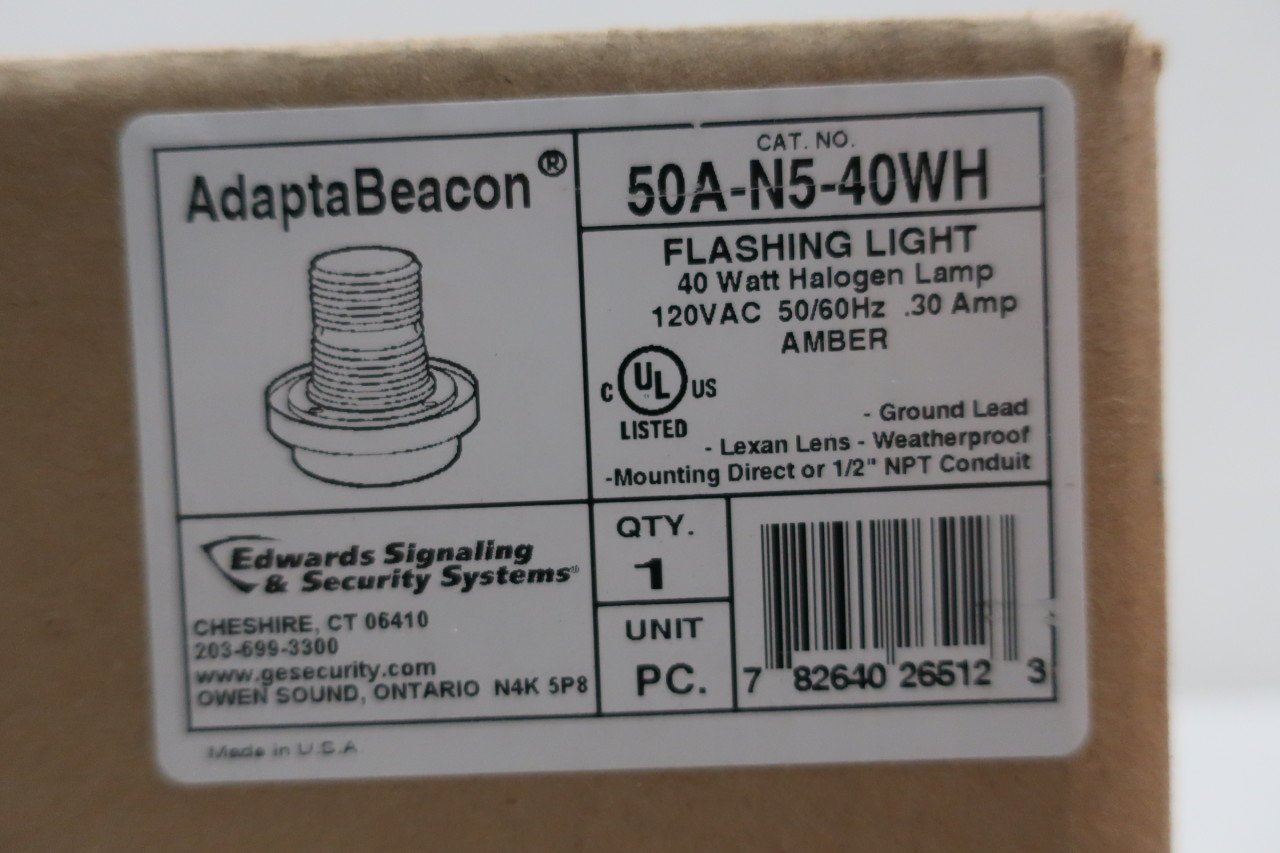 AdaptaBeacon®
CAT. NO.
50A-N5-40WH
FLASHING LIGHT
40 Watt Halogen Lamp
120VAC 50/60Hz .30 Amp
AMBER
C UL US
LISTED
- Ground Lead
- Lexan Lens - Weatherproof
-Mounting Direct or 1/2" NPT Conduit
Edwards Signaling
& Security Systems®
CHESHIRE, CT 06410
203-699-3300
www.gesecurity.com
OWEN SOUND, ONTARIO N4K 5P8
QTY.
1
UNIT
PC.
7 82640 26512 3
Made in U.S.A